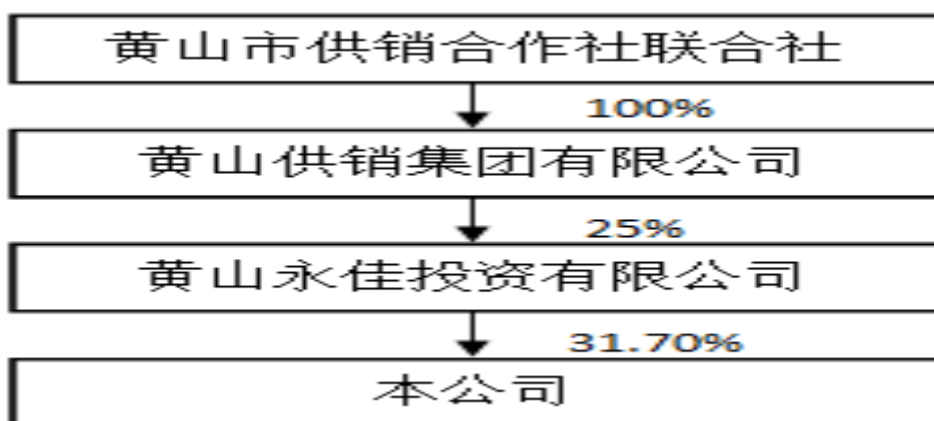 黄山市供销合作社联合社
100%
黄山供销集团有限公司
25%
黄山永佳投资有限公司
31.70%
本公司